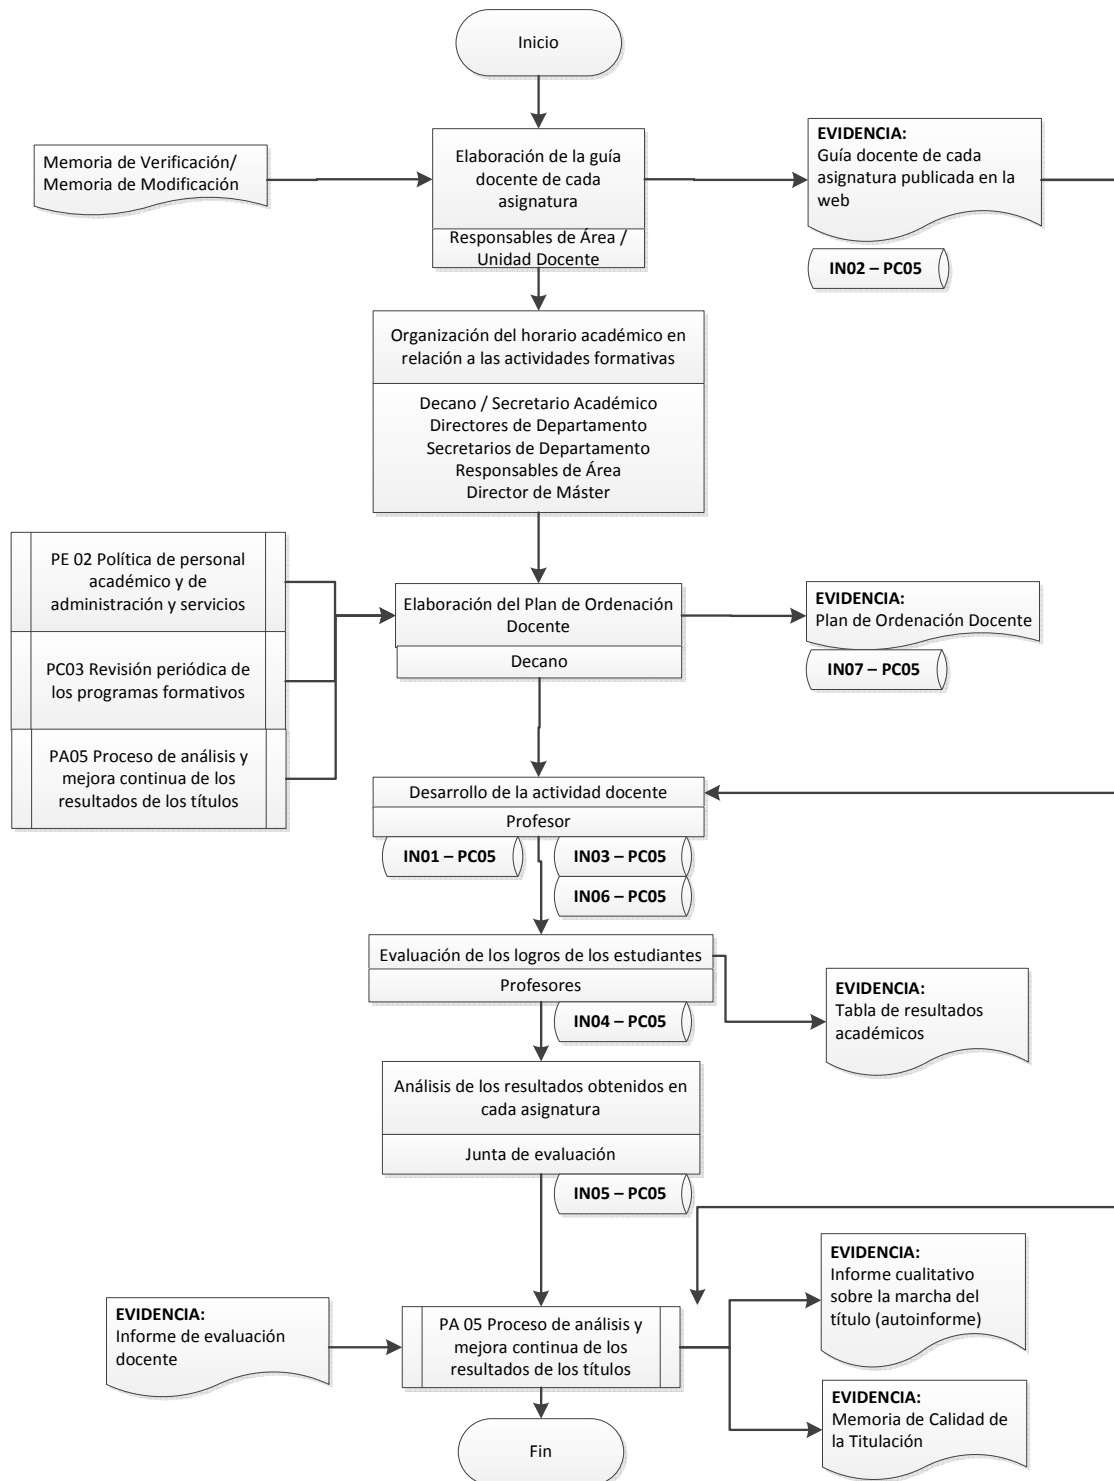 Inicio
Memoria de Verificación/
Memoria de Modificación
Elaboración de la guía
docente de cada
asignatura
Responsables de Área /
Unidad Docente
EVIDENCIA:
Guía docente de cada
asignatura publicada en la
web
IN02 – PC05
Organización del horario académico en
relación a las actividades formativas
Decano / Secretario Académico
Directores de Departamento
Secretarios de Departamento
Responsables de Área
Director de Máster
PE 02 Política de personal
académico y de
administración y servicios
PC03 Revisión periódica de
los programas formativos
PA05 Proceso de análisis y
mejora continua de los
resultados de los títulos
Elaboración del Plan de Ordenación
Docente
Decano
EVIDENCIA:
Plan de Ordenación Docente
IN07 – PC05
Desarrollo de la actividad docente
Profesor
IN01 – PC05
IN03 – PC05
IN06 – PC05
Evaluación de los logros de los estudiantes
Profesores
IN04 – PC05
EVIDENCIA:
Tabla de resultados
académicos
Análisis de los resultados obtenidos en
cada asignatura
Junta de evaluación
IN05 – PC05
EVIDENCIA:
Informe cualitativo
sobre la marcha del
título (autoinforme)
EVIDENCIA:
Informe de evaluación
docente
PA 05 Proceso de análisis y
mejora continua de los
resultados de los títulos
EVIDENCIA:
Memoria de Calidad de
la Titulación
Fin